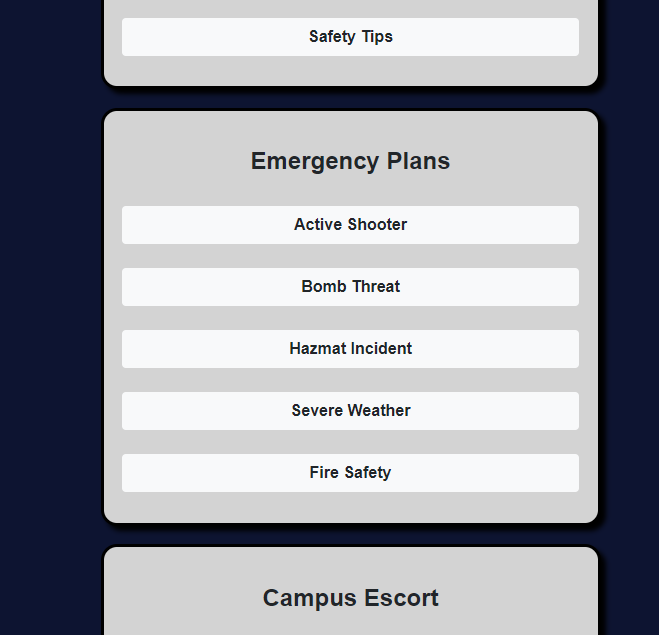 Safety Tips
Emergency Plans
Active Shooter
Bomb Threat
Hazmat Incident
Severe Weather
Fire Safety
Campus Escort